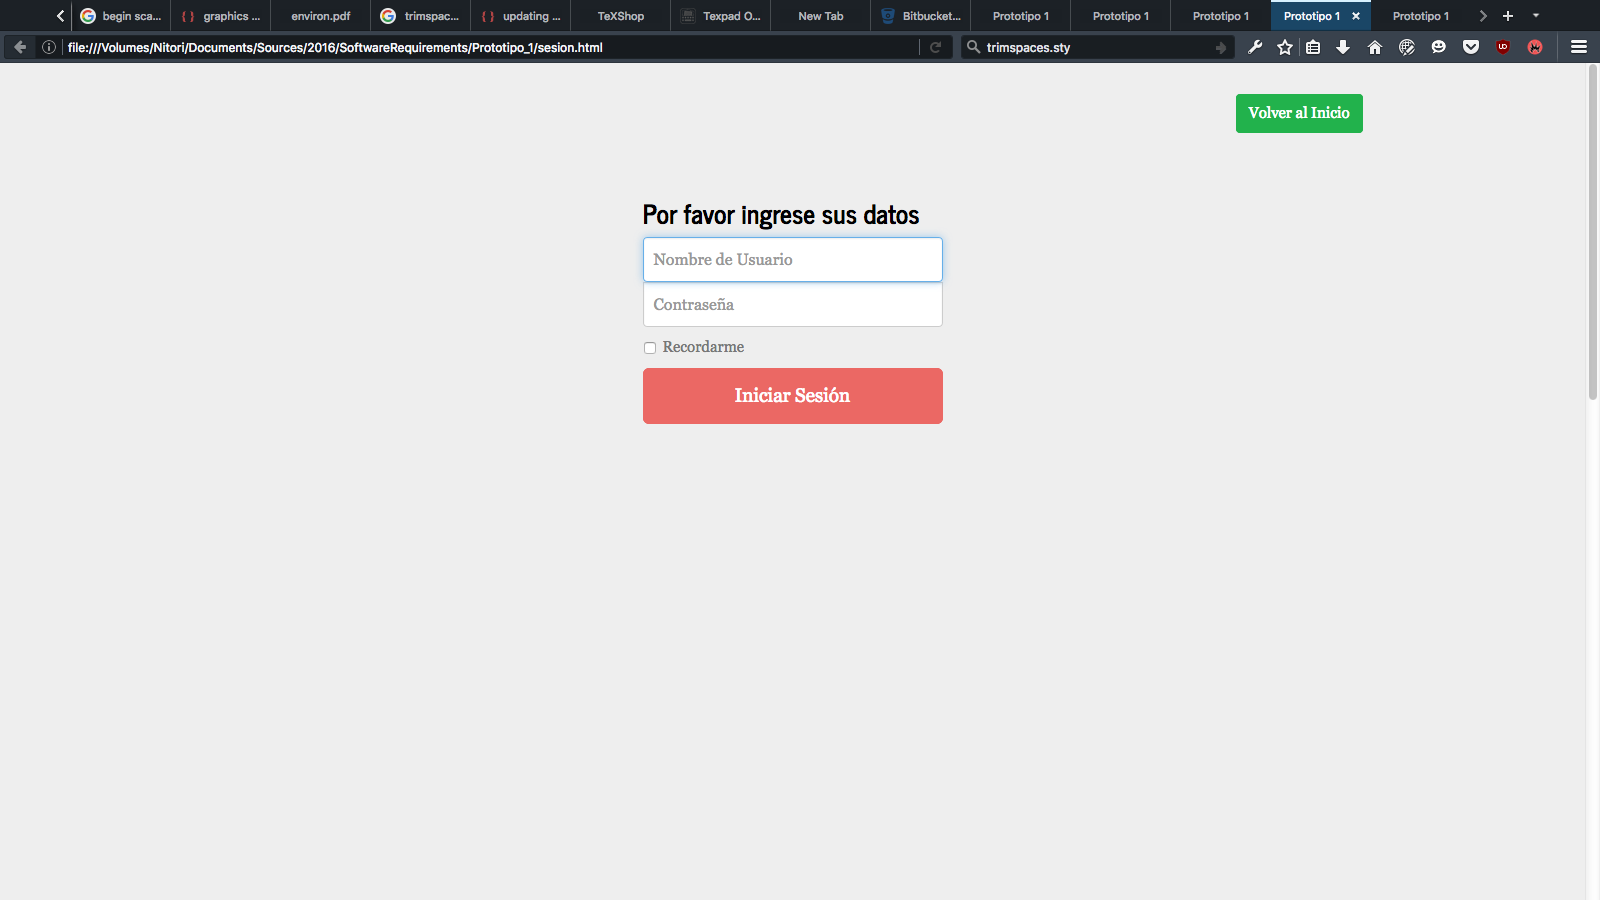 begin sca... graphics ... environ.pdf trimspac... updating ... TeXShop Texpad O... New Tab Bitbucket... Prototipo 1 Prototipo 1 Prototipo 1 Prototipo 1 Prototipo 1
file:///Volumes/Nitori/Documents/Sources/2016/SoftwareRequirements/Prototipo_1/sesion.html trimspaces.sty
Volver al Inicio
Por favor ingrese sus datos
Nombre de Usuario
Contraseña
Recordarme
Iniciar Sesión